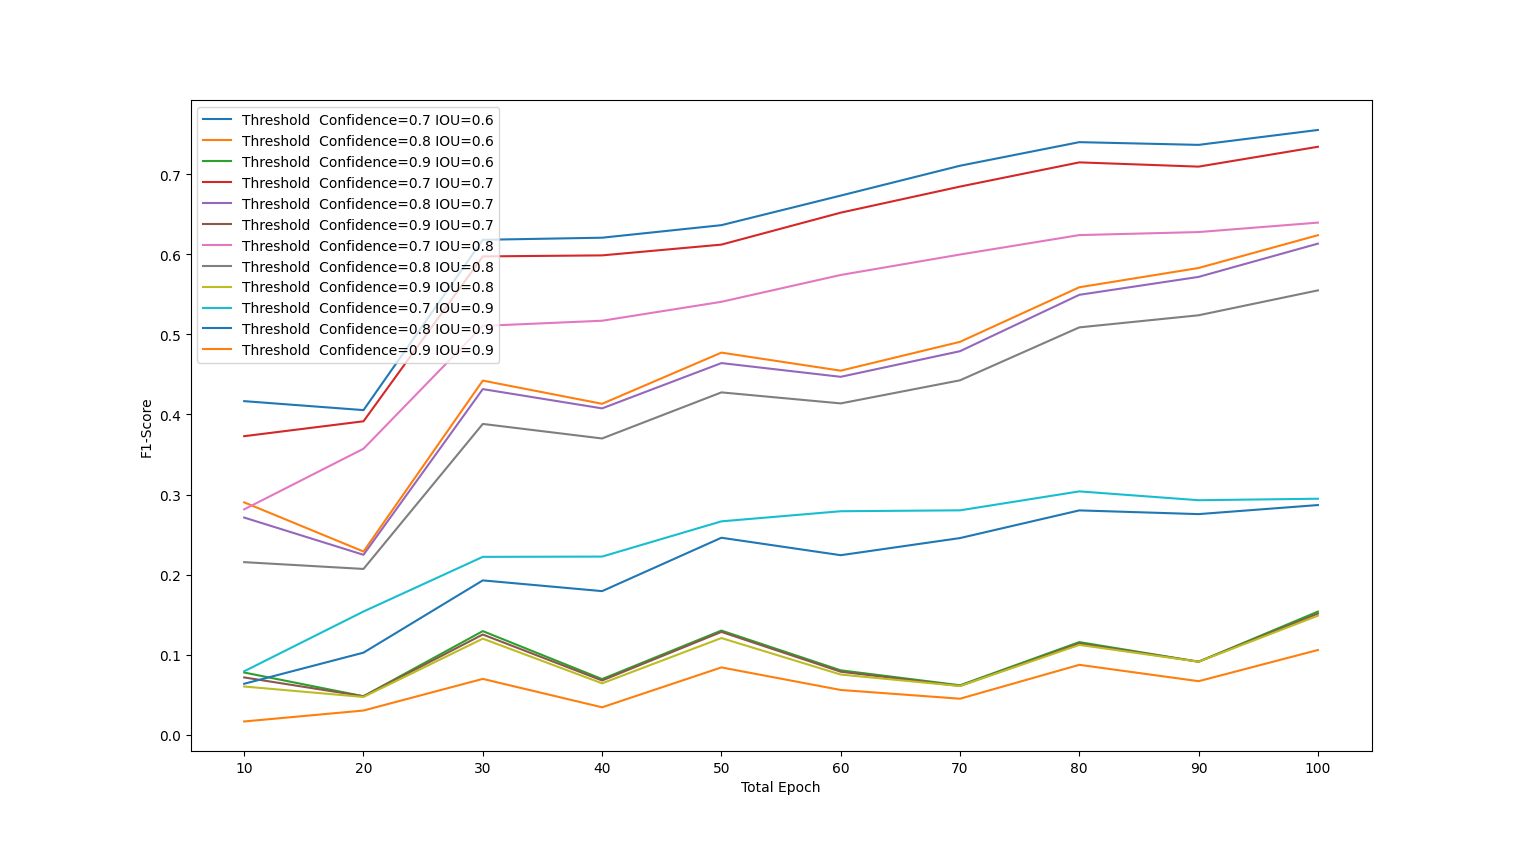 Threshold  Confidence=0.7 IOU=0.6
Threshold  Confidence=0.8 IOU=0.6
Threshold  Confidence=0.9 IOU=0.6
Threshold  Confidence=0.7 IOU=0.7
Threshold  Confidence=0.8 IOU=0.7
Threshold  Confidence=0.9 IOU=0.7
Threshold  Confidence=0.7 IOU=0.8
Threshold  Confidence=0.8 IOU=0.8
Threshold  Confidence=0.9 IOU=0.8
Threshold  Confidence=0.7 IOU=0.9
Threshold  Confidence=0.8 IOU=0.9
Threshold  Confidence=0.9 IOU=0.9
0.7
0.6
0.5
0.4
0.3
0.2
0.1
0.0
F1-Score
10 20 30 40 50 60 70 80 90 100
Total Epoch